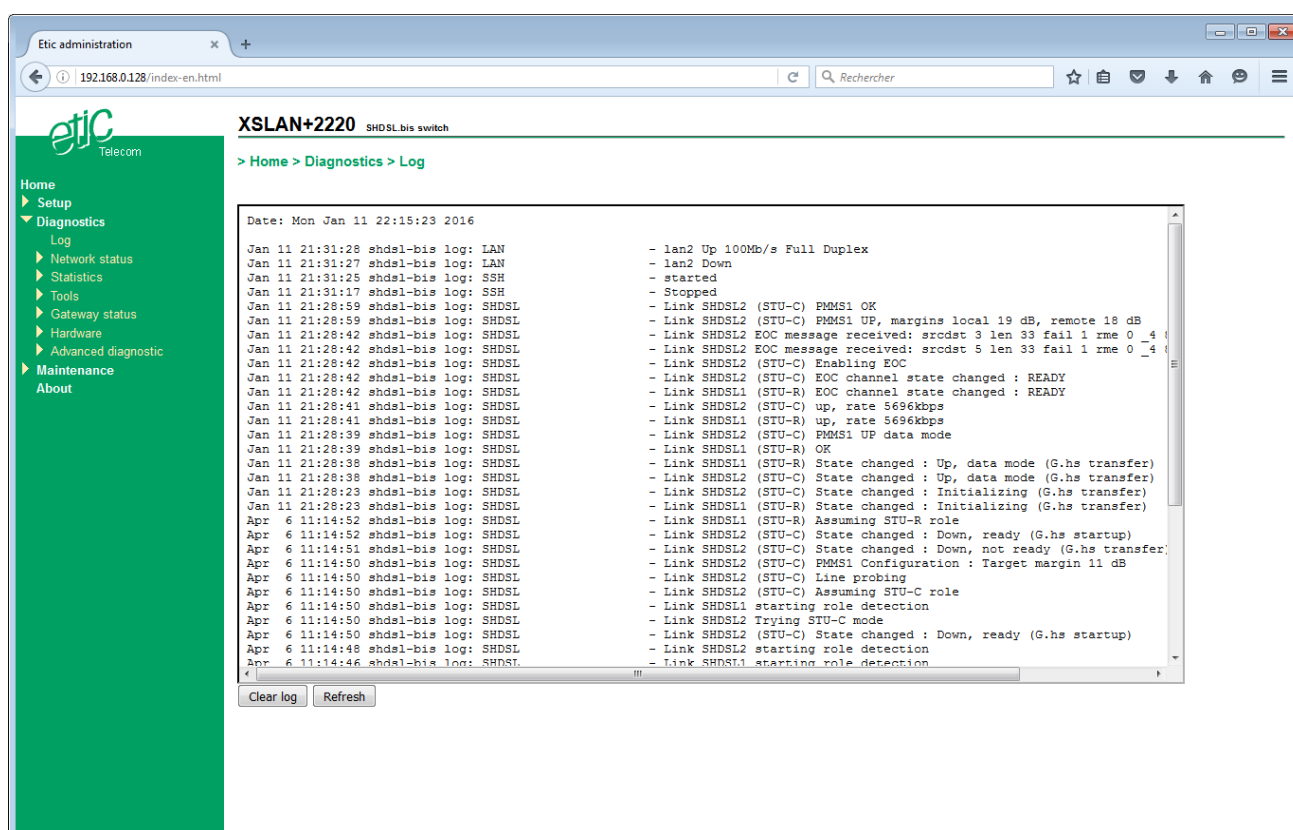 Etic administration
192.168.0.128/index-en.html
Rechercher
etic
Telecom
XSLAN+2220 SHDSL.bis switch
> Home > Diagnostics > Log
Home
Setup
Diagnostics
Log
Network status
Statistics
Tools
Gateway status
Hardware
Advanced diagnostic
Maintenance
About
Date: Mon Jan 11 22:15:23 2016
Jan 11 21:31:28 shdsl-bis log: LAN - lan2 Up 100Mb/s Full Duplex
Jan 11 21:31:27 shdsl-bis log: LAN - lan2 Down
Jan 11 21:31:25 shdsl-bis log: SSH - started
Jan 11 21:31:17 shdsl-bis log: SSH - Stopped
Jan 11 21:28:59 shdsl-bis log: SHDSL - Link SHDSL2 (STU-C) PMMS1 OK
Jan 11 21:28:59 shdsl-bis log: SHDSL - Link SHDSL2 (STU-C) PMMS1 UP, margins local 19 dB, remote 18 dB
Jan 11 21:28:42 shdsl-bis log: SHDSL - Link SHDSL2 EOC message received: srcdst 3 len 33 fail 1 rme 0 _4
Jan 11 21:28:42 shdsl-bis log: SHDSL - Link SHDSL2 EOC message received: srcdst 5 len 33 fail 1 rme 0 _4
Jan 11 21:28:42 shdsl-bis log: SHDSL - Link SHDSL2 (STU-C) Enabling EOC
Jan 11 21:28:42 shdsl-bis log: SHDSL - Link SHDSL2 (STU-C) EOC channel state changed : READY
Jan 11 21:28:42 shdsl-bis log: SHDSL - Link SHDSL1 (STU-R) EOC channel state changed : READY
Jan 11 21:28:41 shdsl-bis log: SHDSL - Link SHDSL2 (STU-C) up, rate 5696kbps
Jan 11 21:28:41 shdsl-bis log: SHDSL - Link SHDSL1 (STU-R) up, rate 5696kbps
Jan 11 21:28:39 shdsl-bis log: SHDSL - Link SHDSL2 (STU-C) PMMS1 UP data mode
Jan 11 21:28:39 shdsl-bis log: SHDSL - Link SHDSL1 (STU-R) OK
Jan 11 21:28:38 shdsl-bis log: SHDSL - Link SHDSL1 (STU-R) State changed : Up, data mode (G.hs transfer)
Jan 11 21:28:38 shdsl-bis log: SHDSL - Link SHDSL2 (STU-C) State changed : Up, data mode (G.hs transfer)
Jan 11 21:28:23 shdsl-bis log: SHDSL - Link SHDSL2 (STU-C) State changed : Initializing (G.hs transfer)
Jan 11 21:28:23 shdsl-bis log: SHDSL - Link SHDSL1 (STU-R) State changed : Initializing (G.hs transfer)
Apr 6 11:14:52 shdsl-bis log: SHDSL - Link SHDSL1 (STU-R) Assuming STU-R role
Apr 6 11:14:52 shdsl-bis log: SHDSL - Link SHDSL2 (STU-C) State changed : Down, ready (G.hs startup)
Apr 6 11:14:51 shdsl-bis log: SHDSL - Link SHDSL2 (STU-C) State changed : Down, not ready (G.hs transfer)
Apr 6 11:14:50 shdsl-bis log: SHDSL - Link SHDSL2 (STU-C) PMMS1 Configuration : Target margin 11 dB
Apr 6 11:14:50 shdsl-bis log: SHDSL - Link SHDSL2 (STU-C) Line probing
Apr 6 11:14:50 shdsl-bis log: SHDSL - Link SHDSL2 (STU-C) Assuming STU-C role
Apr 6 11:14:50 shdsl-bis log: SHDSL - Link SHDSL1 starting role detection
Apr 6 11:14:50 shdsl-bis log: SHDSL - Link SHDSL2 Trying STU-C mode
Apr 6 11:14:50 shdsl-bis log: SHDSL - Link SHDSL2 (STU-C) State changed : Down, ready (G.hs startup)
Apr 6 11:14:48 shdsl-bis log: SHDSL - Link SHDSL2 starting role detection
Apr 6 11:14:46 shdsl-bis log: SHDSL - Link SHDSL1 starting role detection
Clear log Refresh